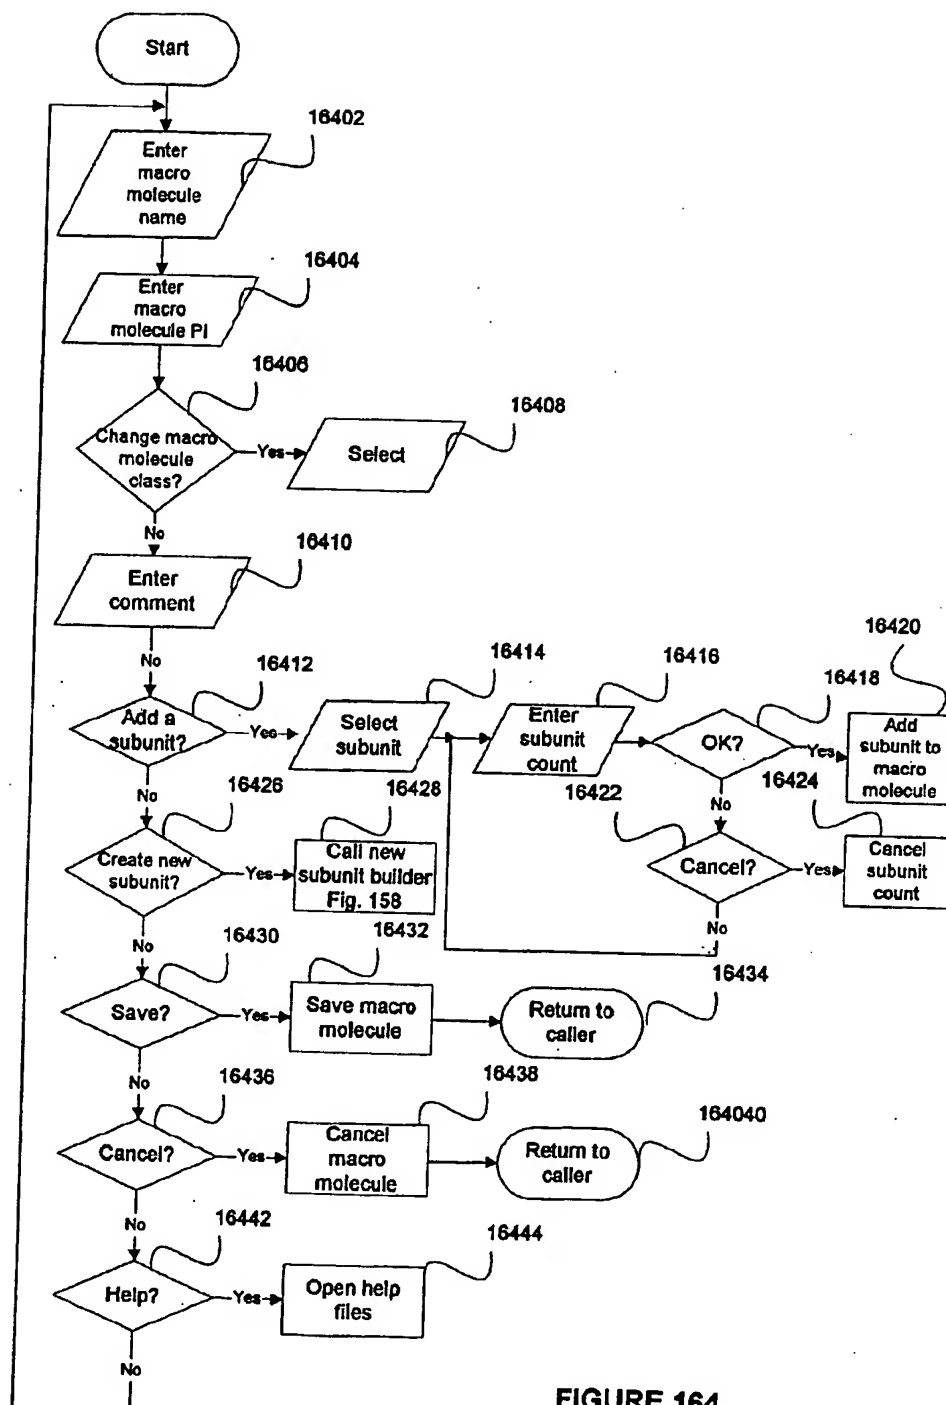 Start
16402
Enter
macro
molecule
name
16404
Enter
macro
molecule PI
16406
Change macro
molecule
class?
Yes
16408
Select
No
16410
Enter
comment
No
16412
Add a
subunit?
Yes
16414
Select
subunit
16416
Enter
subunit
count
16418
OK?
Yes
16420
Add
subunit to
macro
molecule
No
16422
Cancel?
Yes
16424
Cancel
subunit
count
No
No
16426
Create new
subunit?
Yes
16428
Call new
subunit builder
Fig. 158
No
16430
Save?
Yes
16432
Save macro
molecule
16434
Return to
caller
No
16436
Cancel?
Yes
16438
Cancel
macro
molecule
164040
Return to
caller
No
16442
Help?
Yes
16444
Open help
files
No
FIGURE 164